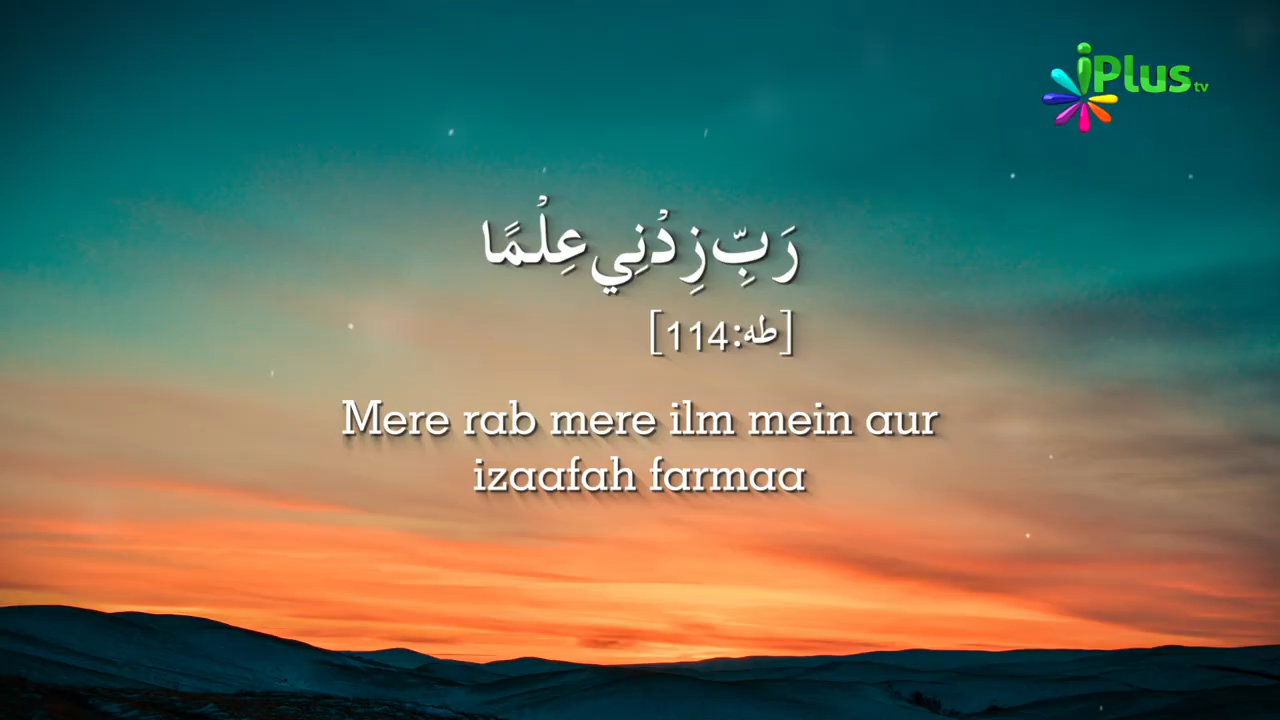 iPlus tv
رَبِّ زِدْنِي عِلْمًا
[طه:114]
Mere rab mere ilm mein aur
izaafah farmaa